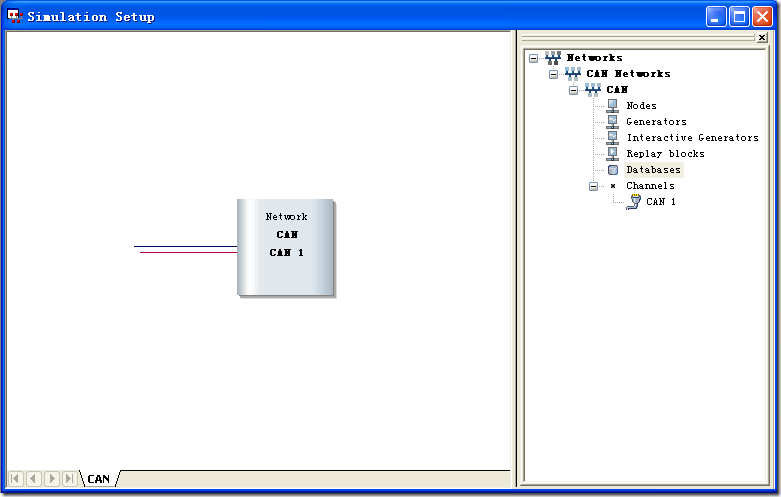 Simulation Setup
Network
CAN
CAN 1
CAN
Networks
CAN Networks
CAN
Nodes
Generators
Interactive Generators
Replay blocks
Databases
Channels
CAN 1